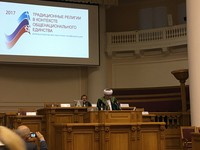 2017
ТРАДИЦИОННЫЕ РЕЛИГИИ
В КОНТЕКСТЕ
ОБЩЕНАЦИОНАЛЬНОГО
ЕДИНСТВА